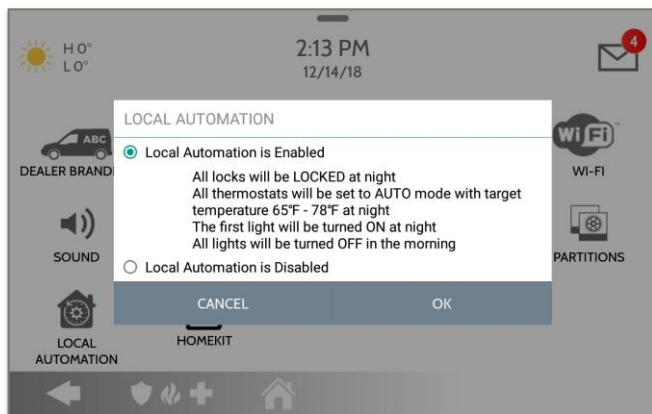 H 0°
L 0°
2:13 PM
12/14/18
4
LOCAL AUTOMATION
Local Automation is Enabled
All locks will be LOCKED at night
All thermostats will be set to AUTO mode with target
temperature 65°F - 78°F at night
The first light will be turned ON at night
All lights will be turned OFF in the morning
Local Automation is Disabled
CANCEL
OK
ABC
DEALER BRANDI
Wi Fi
WI-FI
SOUND
PARTITIONS
LOCAL
AUTOMATION
HOMEKIT